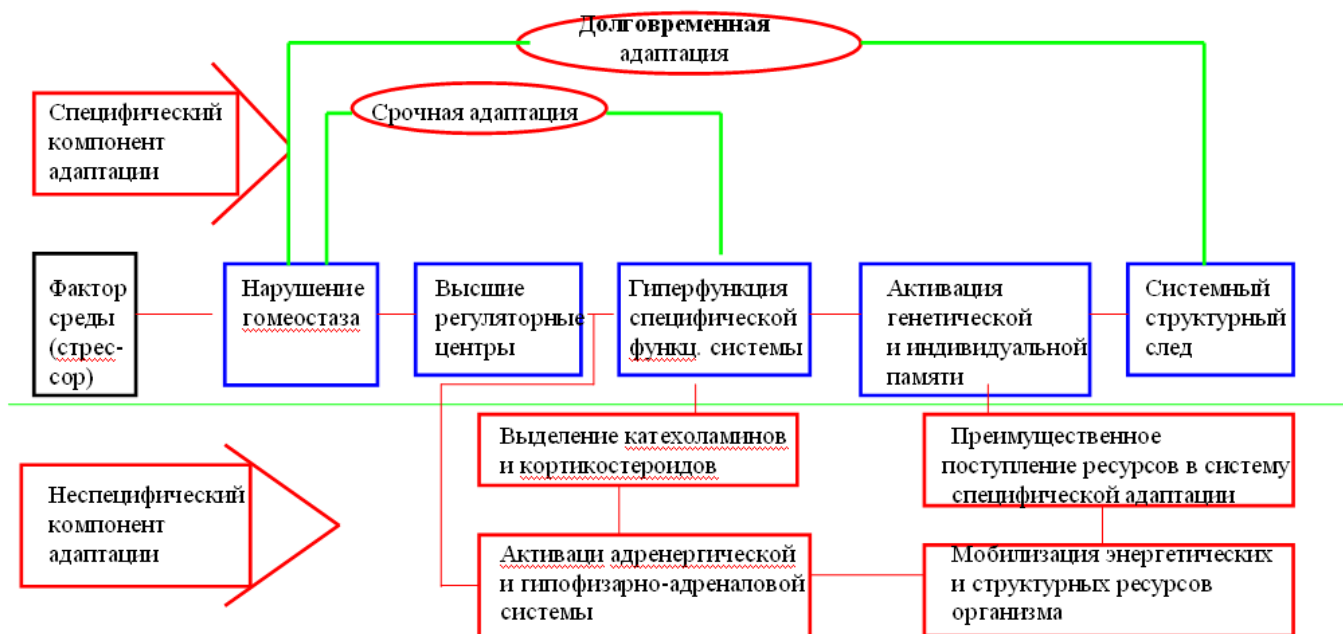 Долговременная
адаптация
Срочная адаптация
Специфический
компонент
адаптации
Фактор
среды
(стрес-
сор)
Нарушение
гомеостаза
Высшие
регуляторные
центры
Гиперфункция
специфической
функц. системы
Активация
генетической
и индивидуальной
памяти
Системный
структурный
след
Неспецифический
компонент
адаптации
Выделение катехоламинов
и кортикостероидов
Преимущественное
поступление ресурсов в систему
специфической адаптации
Активаци адренергической
и гипофизарно-адреналовой
системы
Мобилизация энергетических
и структурных ресурсов
организма